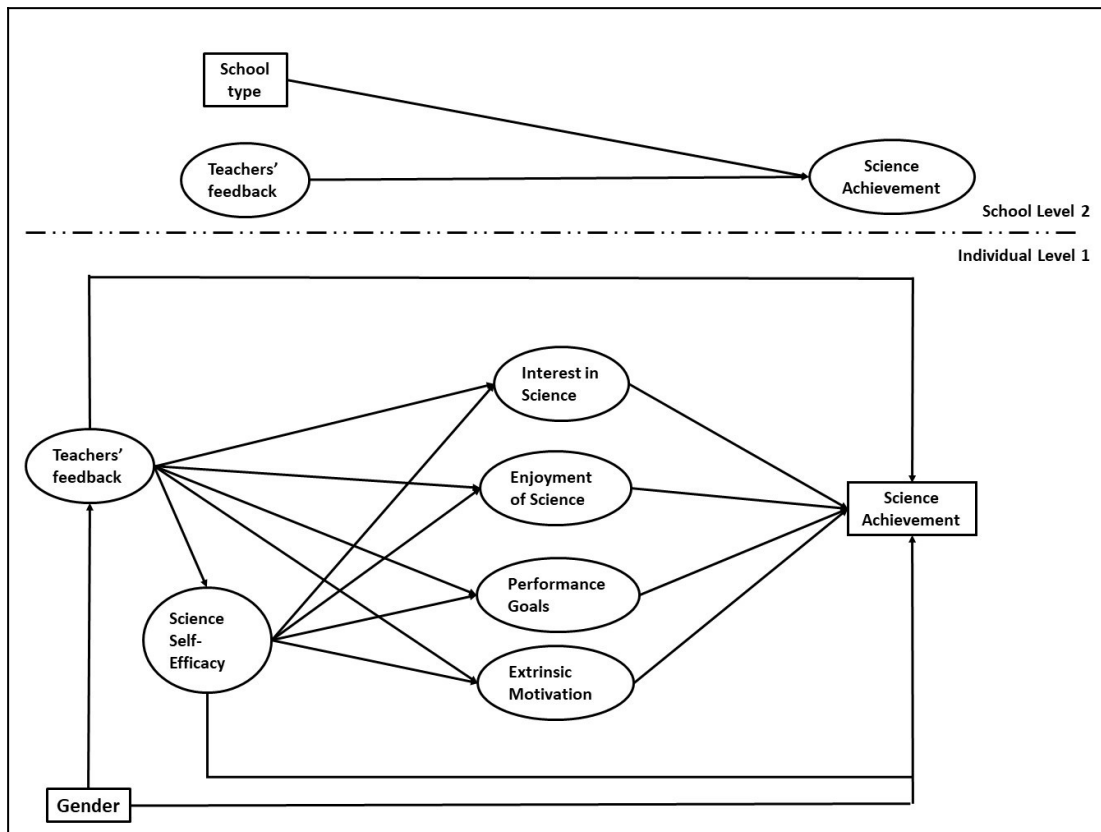 School
type
Teachers'
feedback
Science
Achievement
School Level 2
Individual Level 1
Interest in
Science
Teachers'
feedback
Enjoyment
of Science
Science
Achievement
Performance
Goals
Science
Self-
Efficacy
Extrinsic
Motivation
Gender